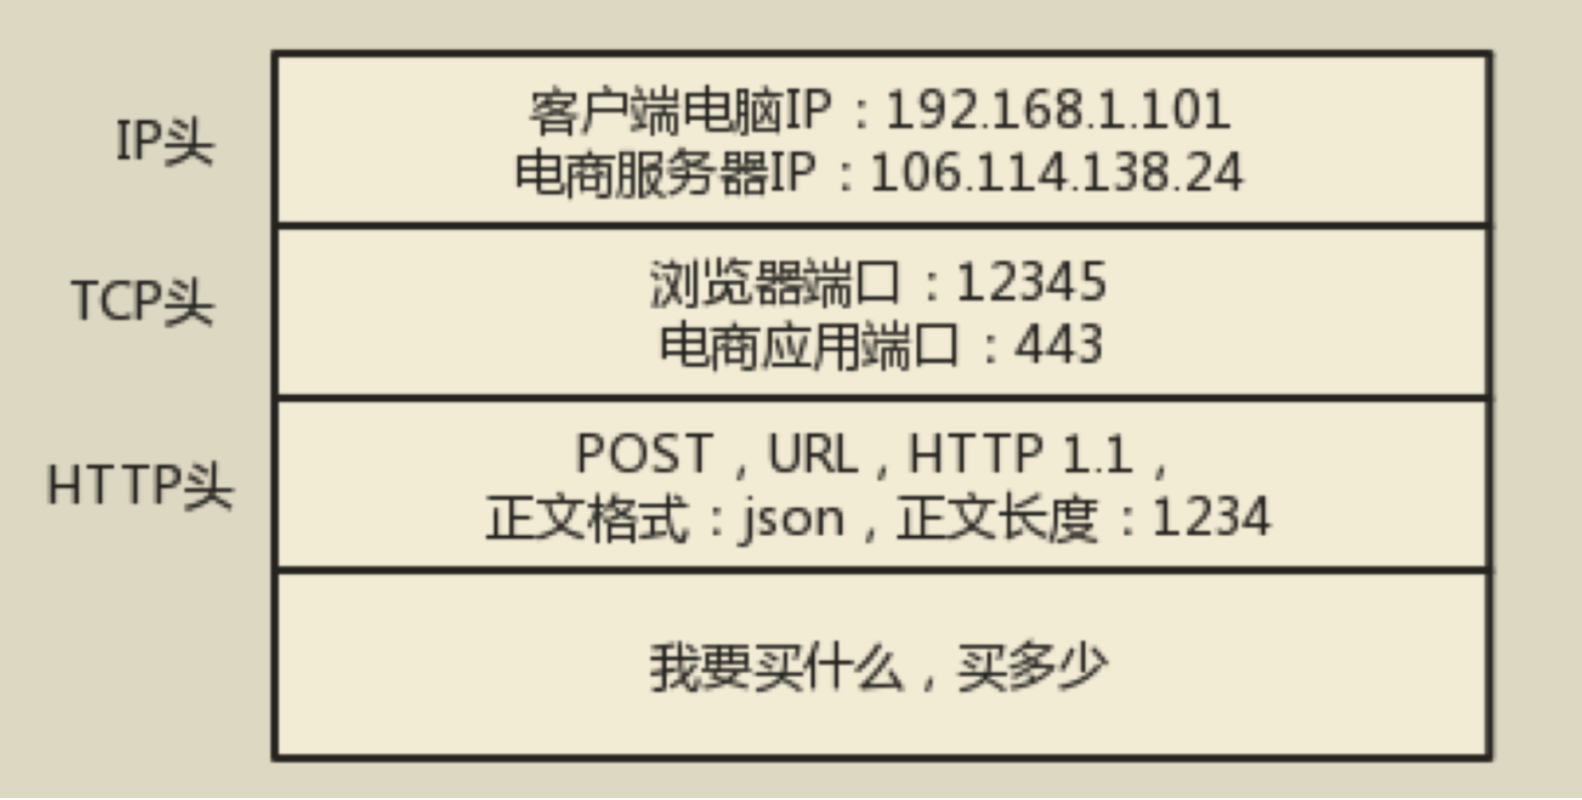 IP头
客户端电脑IP：192.168.1.101
电商服务器IP：106.114.138.24
TCP头
浏览器端口：12345
电商应用端口：443
HTTP头
POST，URL，HTTP 1.1，
正文格式：json，正文长度：1234
我要买什么，买多少